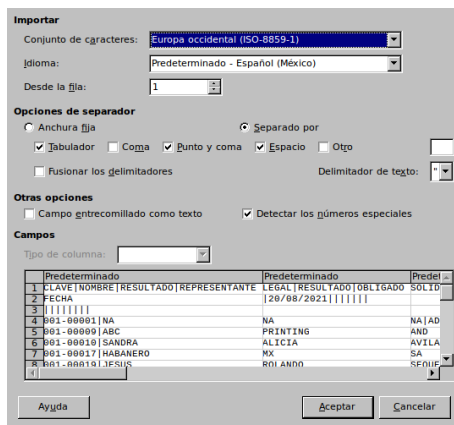 Importar
Conjunto de caracteres: Europa occidental (ISO-8859-1)
Idioma: Predeterminado - Español (México)
Desde la fila: 1
Opciones de separador
Anchura fija Separado por
Tabulador Coma Punto y coma Espacio Otro
Fusionar los delimitadores Delimitador de texto: "
Otras opciones
Campo entrecomillado como texto Detectar los números especiales
Campos
Tipo de columna:
Predeterminado Predeterminado Predet
1 CLAVE|NOMBRE|RESULTADO|REPRESENTANTE LEGAL|RESULTADO|OBLIGADO SOLID
2 FECHA |20/08/2021|||||||
3 ||||||||
4 001-00001|NA NA NA|AD
5 001-00009|ABC PRINTING AND
6 001-00010|SANDRA ALICIA AVILA
7 001-00017|HABANERO MX SA
8 001-00019|JESUS ROLANDO SEQUE
Ayuda Aceptar Cancelar